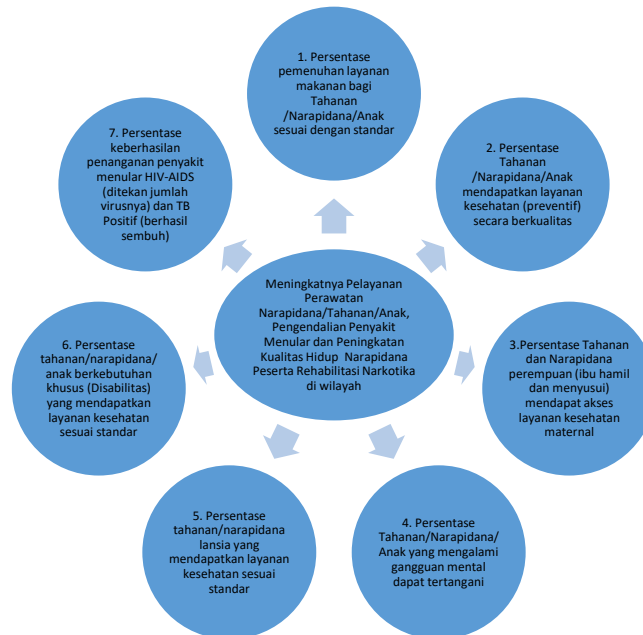 1. Persentase
pemenuhan layanan
makanan bagi
Tahanan
/Narapidana/Anak
sesuai dengan standar
2. Persentase
Tahanan
/Narapidana/Anak
mendapatkan layanan
kesehatan (preventif)
secara berkualitas
3.Persentase Tahanan
dan Narapidana
perempuan (ibu hamil
dan menyusui)
mendapat akses
layanan kesehatan
maternal
4. Persentase
Tahanan/Narapidana/
Anak yang mengalami
gangguan mental
dapat tertangani
5. Persentase
tahanan/narapidana
lansia yang
mendapatkan layanan
kesehatan sesuai
standar
6. Persentase
tahanan/narapidana/
anak berkebutuhan
khusus (Disabilitas)
yang mendapatkan
layanan kesehatan
sesuai standar
7. Persentase
keberhasilan
penanganan penyakit
menular HIV-AIDS
(ditekan jumlah
virusnya) dan TB
Positif (berhasil
sembuh)
Meningkatnya Pelayanan
Perawatan
Narapidana/Tahanan/Anak,
Pengendalian Penyakit
Menular dan Peningkatan
Kualitas Hidup Narapidana
Peserta Rehabilitasi Narkotika
di wilayah